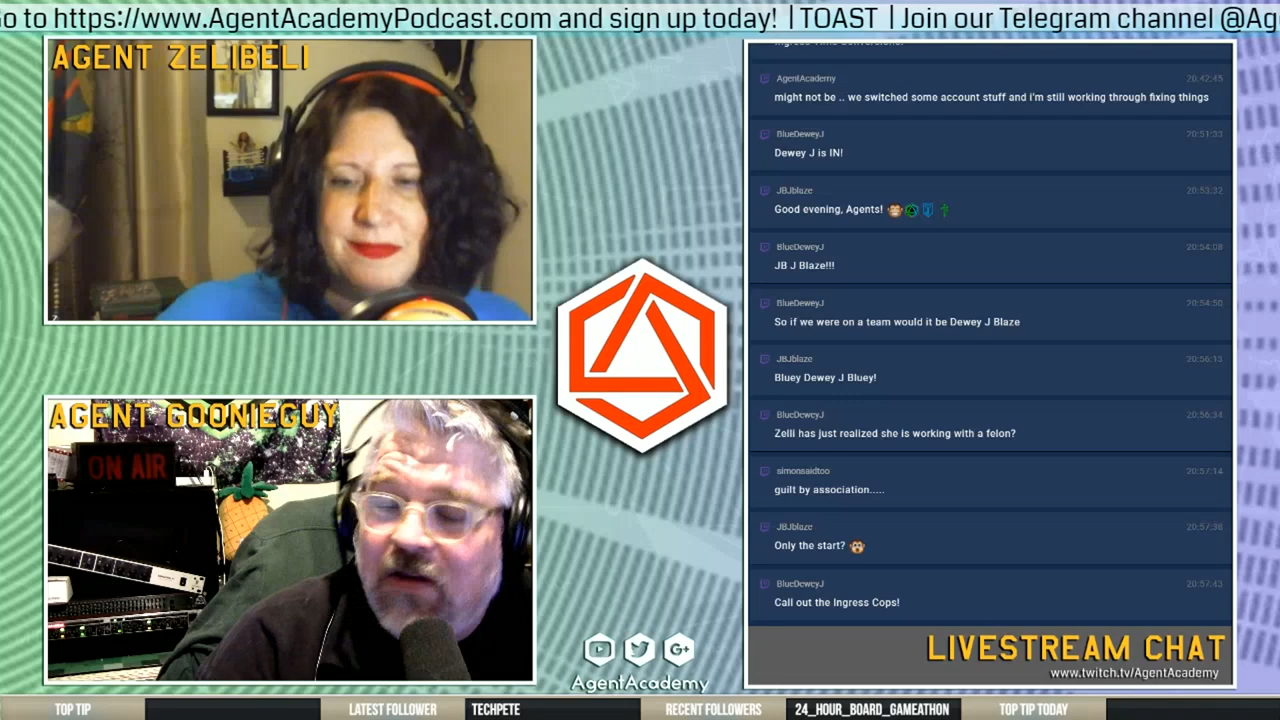 o to https://www.AgentAcademyPodcast.com and sign up today! | TOAST | Join our Telegram channel @Ag
AGENT ZELIBELI
AGENT GOONIEGUY
ON AIR
AgentAcademy
AgentAcademy 20:42:45
might not be .. we switched some account stuff and i'm still working through fixing things
BlueDeweyJ 20:51:33
Dewey J is IN!
JBJblaze 20:53:32
Good evening, Agents!
BlueDeweyJ 20:54:08
JB J Blaze!!!
BlueDeweyJ 20:54:50
So if we were on a team would it be Dewey J Blaze
JBJblaze 20:56:13
Bluey Dewey J Bluey!
BlueDeweyJ 20:56:34
Zelli has just realized she is working with a felon?
simonsaidtoo 20:57:14
guilt by association.....
JBJblaze 20:57:38
Only the start?
BlueDeweyJ 20:57:43
Call out the Ingress Cops!
LIVESTREAM CHAT
www.twitch.tv/AgentAcademy
TOP TIP LATEST FOLLOWER TECHPETE RECENT FOLLOWERS 24_HOUR_BOARD_GAMEATHON TOP TIP TODAY